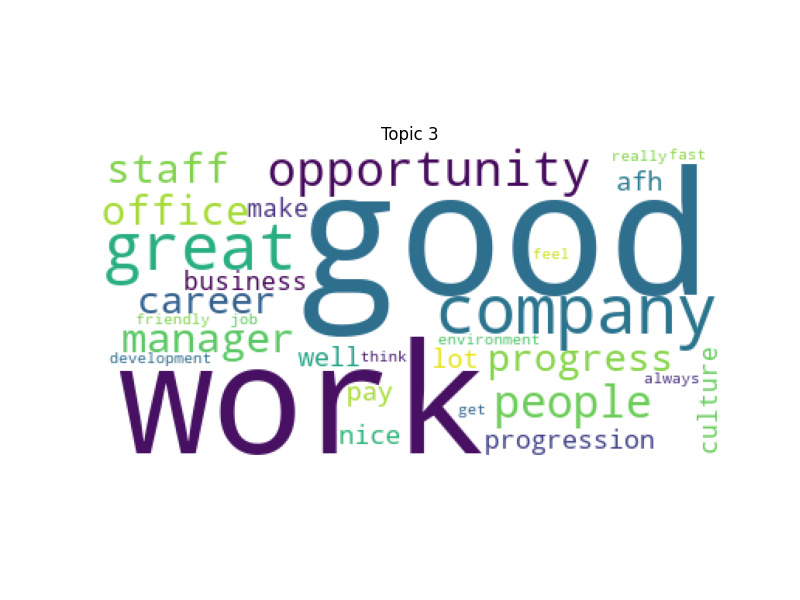 Topic 3
really fast
staff
opportunity
afh
office
make
good
great
feel
business
career
company
friendly job
manager
environment
development
well
think
lot
progress
culture
work
always
pay
people
get
nice
progression